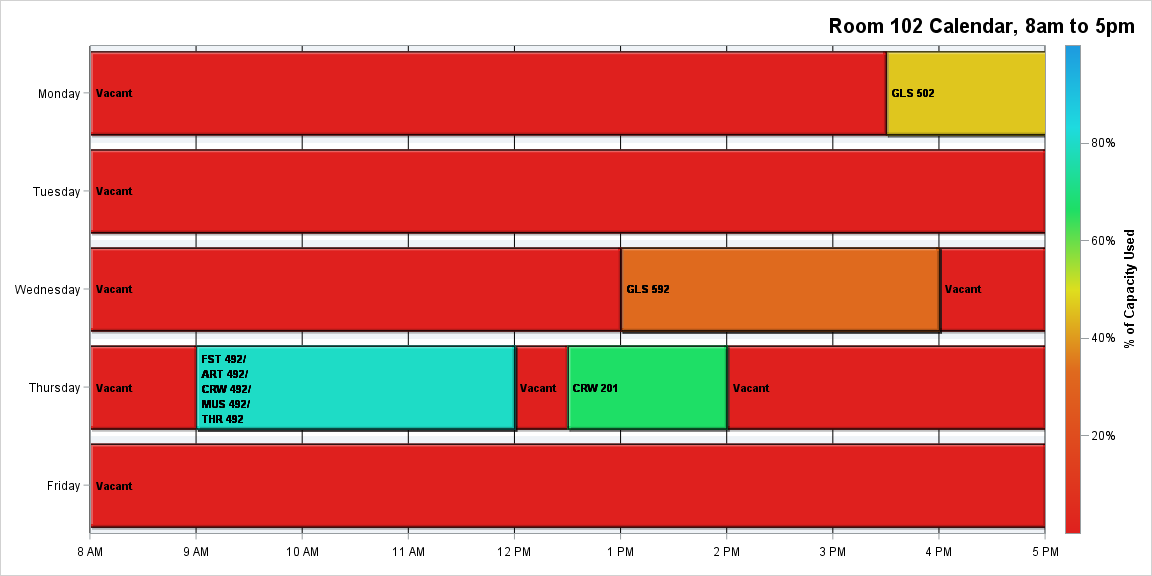 Room 102 Calendar, 8am to 5pm
Monday
Vacant
GLS 502
Tuesday
Vacant
Wednesday
Vacant
GLS 592
Vacant
Thursday
Vacant
FST 492/
ART 492/
CRW 492/
MUS 492/
THR 492
Vacant
CRW 201
Vacant
Friday
Vacant
8 AM
9 AM
10 AM
11 AM
12 PM
1 PM
2 PM
3 PM
4 PM
5 PM
80%
60%
40%
20%
% of Capacity Used